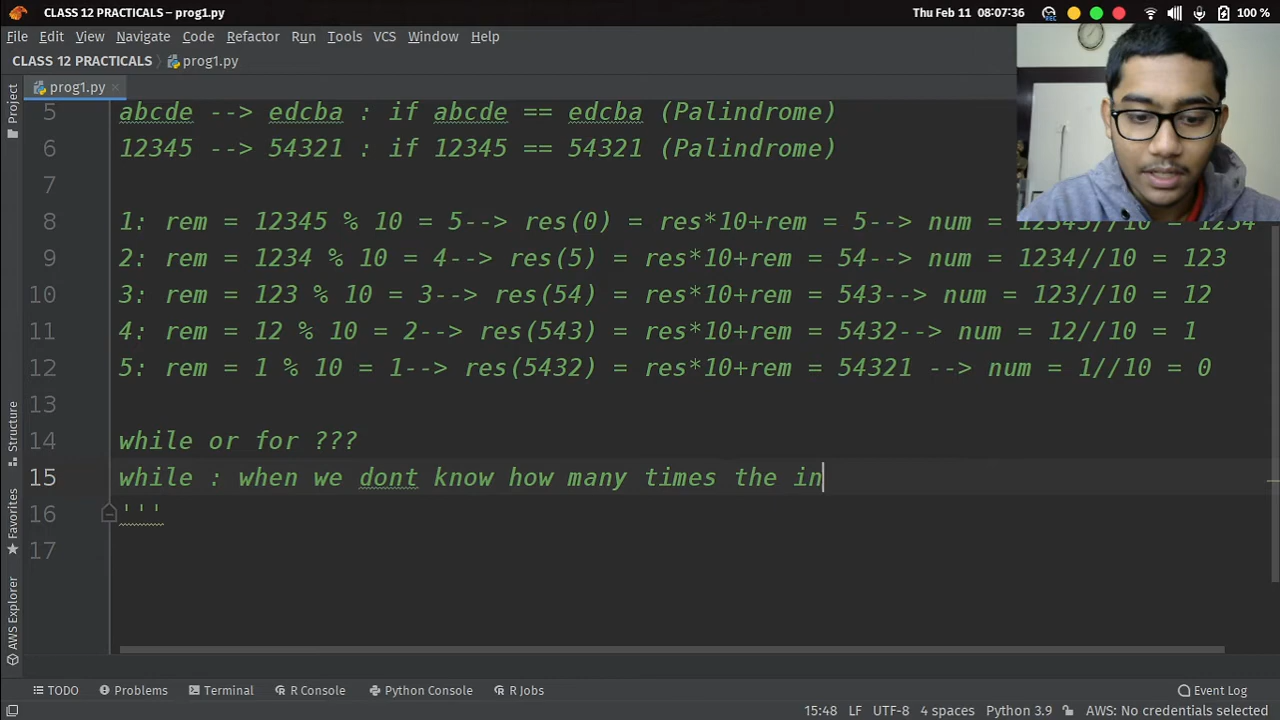 CLASS 12 PRACTICALS – prog1.py
Thu Feb 11 08:07:36
REC
100 %
File Edit View Navigate Code Refactor Run Tools VCS Window Help
CLASS 12 PRACTICALS prog1.py
prog1.py
Project
Structure
Favorites
AWS Explorer
5 abcde --> edcba : if abcde == edcba (Palindrome)
6 12345 --> 54321 : if 12345 == 54321 (Palindrome)
7
8 1: rem = 12345 % 10 = 5--> res(0) = res*10+rem = 5--> num = 12345//10 = 1234
9 2: rem = 1234 % 10 = 4--> res(5) = res*10+rem = 54--> num = 1234//10 = 123
10 3: rem = 123 % 10 = 3--> res(54) = res*10+rem = 543--> num = 123//10 = 12
11 4: rem = 12 % 10 = 2--> res(543) = res*10+rem = 5432--> num = 12//10 = 1
12 5: rem = 1 % 10 = 1--> res(5432) = res*10+rem = 54321 --> num = 1//10 = 0
13
14 while or for ???
15 while : when we dont know how many times the in
16 '''
17
TODO Problems Terminal R Console Python Console R Jobs Event Log
15:48 LF UTF-8 4 spaces Python 3.9 AWS: No credentials selected